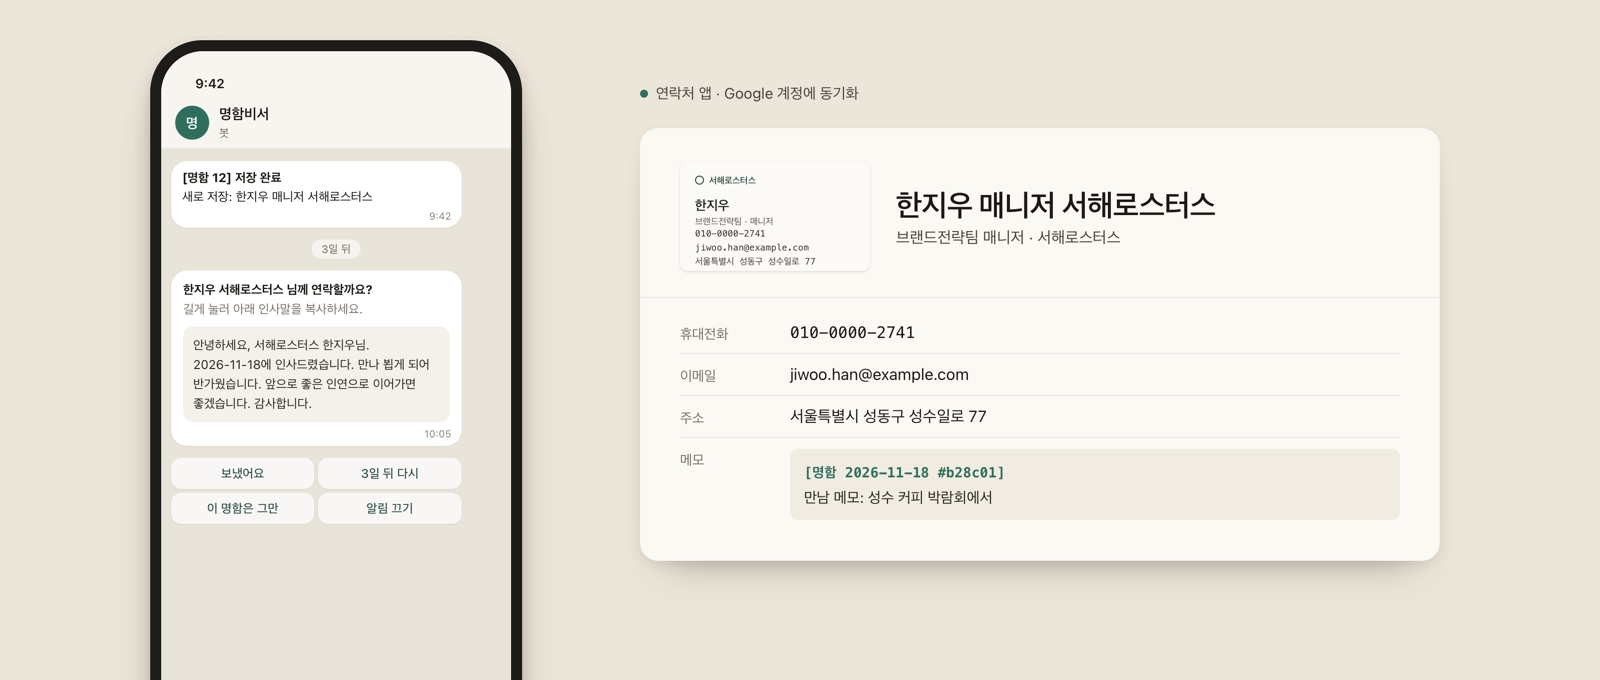 9:42
명
명함비서
봇
[명함 12] 저장 완료
새로 저장: 한지우 매니저 서해로스터스
9:42
3일 뒤
한지우 서해로스터스 님께 연락할까요?
길게 눌러 아래 인사말을 복사하세요.
안녕하세요, 서해로스터스 한지우님.
2026-11-18에 인사드렸습니다. 만나 뵙게 되어
반가웠습니다. 앞으로 좋은 인연으로 이어가면
좋겠습니다. 감사합니다.
10:05
보냈어요
3일 뒤 다시
이 명함은 그만
알림 끄기
연락처 앱 · Google 계정에 동기화
서해로스터스
한지우
브랜드전략팀 · 매니저
010-0000-2741
jiwoo.han@example.com
서울특별시 성동구 성수일로 77
한지우 매니저 서해로스터스
브랜드전략팀 매니저 · 서해로스터스
휴대전화 010-0000-2741
이메일 jiwoo.han@example.com
주소 서울특별시 성동구 성수일로 77
메모
[명함 2026-11-18 #b28c01]
만남 메모: 성수 커피 박람회에서